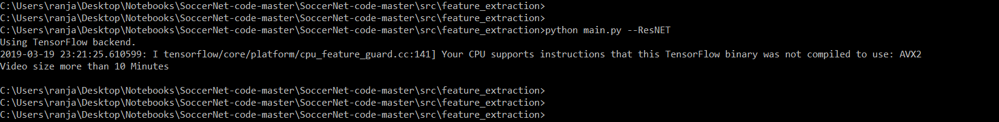 C:\Users\ranja\Desktop\Notebooks\SoccerNet-code-master\SoccerNet-code-master\src\feature_extraction>
C:\Users\ranja\Desktop\Notebooks\SoccerNet-code-master\SoccerNet-code-master\src\feature_extraction>
C:\Users\ranja\Desktop\Notebooks\SoccerNet-code-master\SoccerNet-code-master\src\feature_extraction>python main.py --ResNET
Using TensorFlow backend.
2019-03-19 23:21:25.610599: I tensorflow/core/platform/cpu_feature_guard.cc:141] Your CPU supports instructions that this TensorFlow binary was not compiled to use: AVX2
Video size more than 10 Minutes
C:\Users\ranja\Desktop\Notebooks\SoccerNet-code-master\SoccerNet-code-master\src\feature_extraction>
C:\Users\ranja\Desktop\Notebooks\SoccerNet-code-master\SoccerNet-code-master\src\feature_extraction>
C:\Users\ranja\Desktop\Notebooks\SoccerNet-code-master\SoccerNet-code-master\src\feature_extraction>